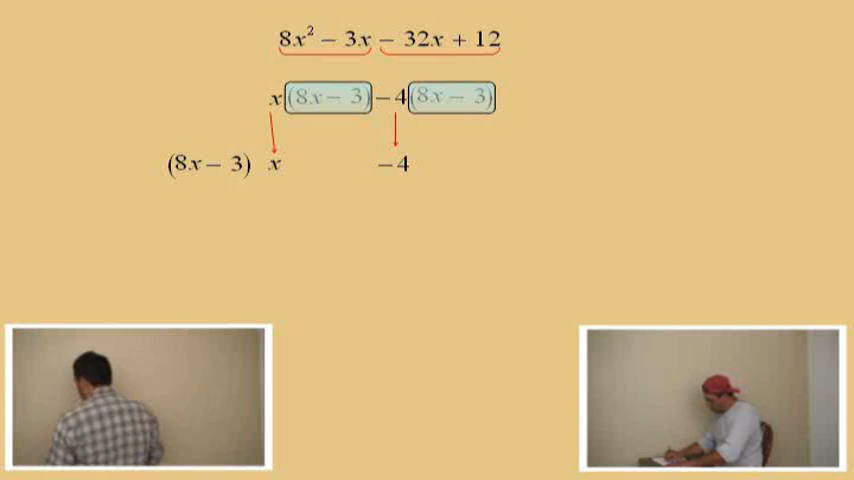 8x² − 3x − 32x + 12
x(8x − 3) − 4(8x − 3)
(8x − 3) x − 4